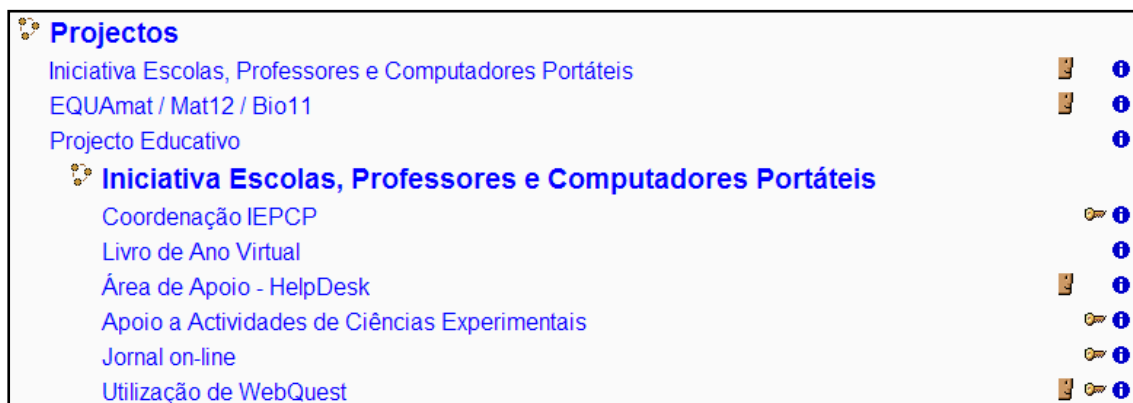 Projectos
Iniciativa Escolas, Professores e Computadores Portáteis
EQUAmat / Mat12 / Bio11
Projecto Educativo
Iniciativa Escolas, Professores e Computadores Portáteis
Coordenação IEPCP
Livro de Ano Virtual
Área de Apoio - HelpDesk
Apoio a Actividades de Ciências Experimentais
Jornal on-line
Utilização de WebQuest